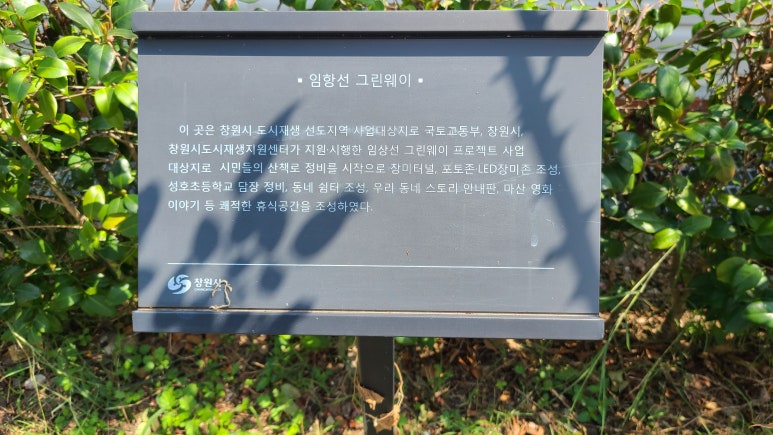 ▪ 임항선 그린웨이 ▪
이 곳은 창원시 도시재생 선도지역 사업대상지로 국토교통부, 창원시,
창원시도시재생지원센터가 지원·시행한 임상선 그린웨이 프로젝트 사업
대상지로 시민들의 산책로 정비를 시작으로 장미터널, 포토존·LED장미존 조성,
성호초등학교 담장 정비, 동네 쉼터 조성, 우리 동네 스토리 안내판, 마산 영화
이야기 등 쾌적한 휴식공간을 조성하였다.
창원시